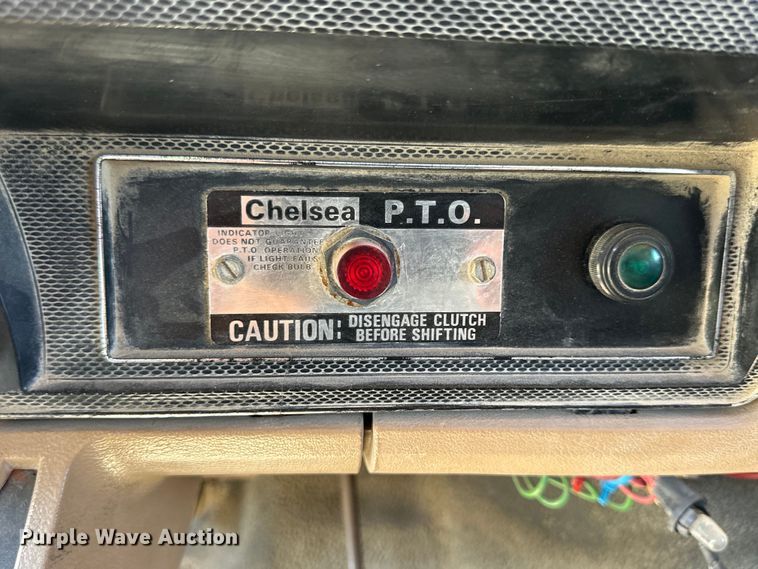 Chelsea P.T.O.
INDICATOR LIGHT
DOES NOT GUARANTEE
P.T.O. OPERATION
IF LIGHT FAILS
CHECK BULB
CAUTION: DISENGAGE CLUTCH
BEFORE SHIFTING
Purple Wave Auction